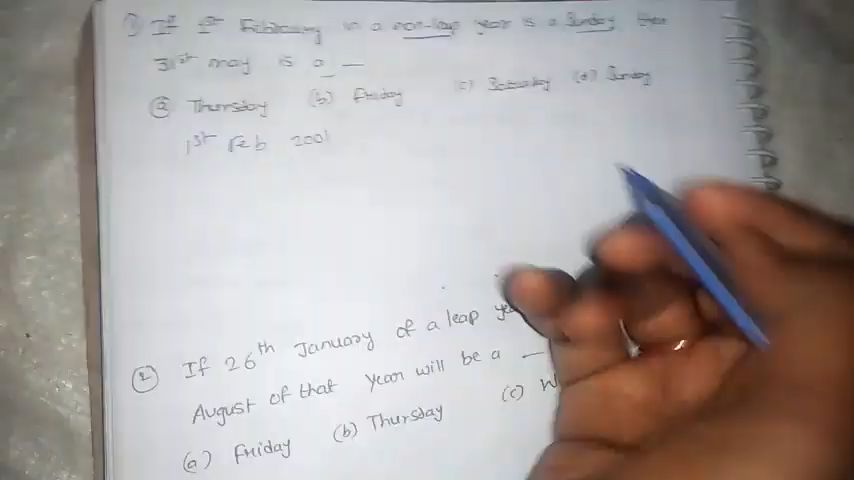 ① If 1st February in a non-leap year is a Sunday then
31st may is a —
(a) Thursday (b) Friday (c) Saturday (d) Sunday
1st Feb 2001
② If 26th January of a leap
August of that year will be a —
(a) Friday (b) Thursday (c)